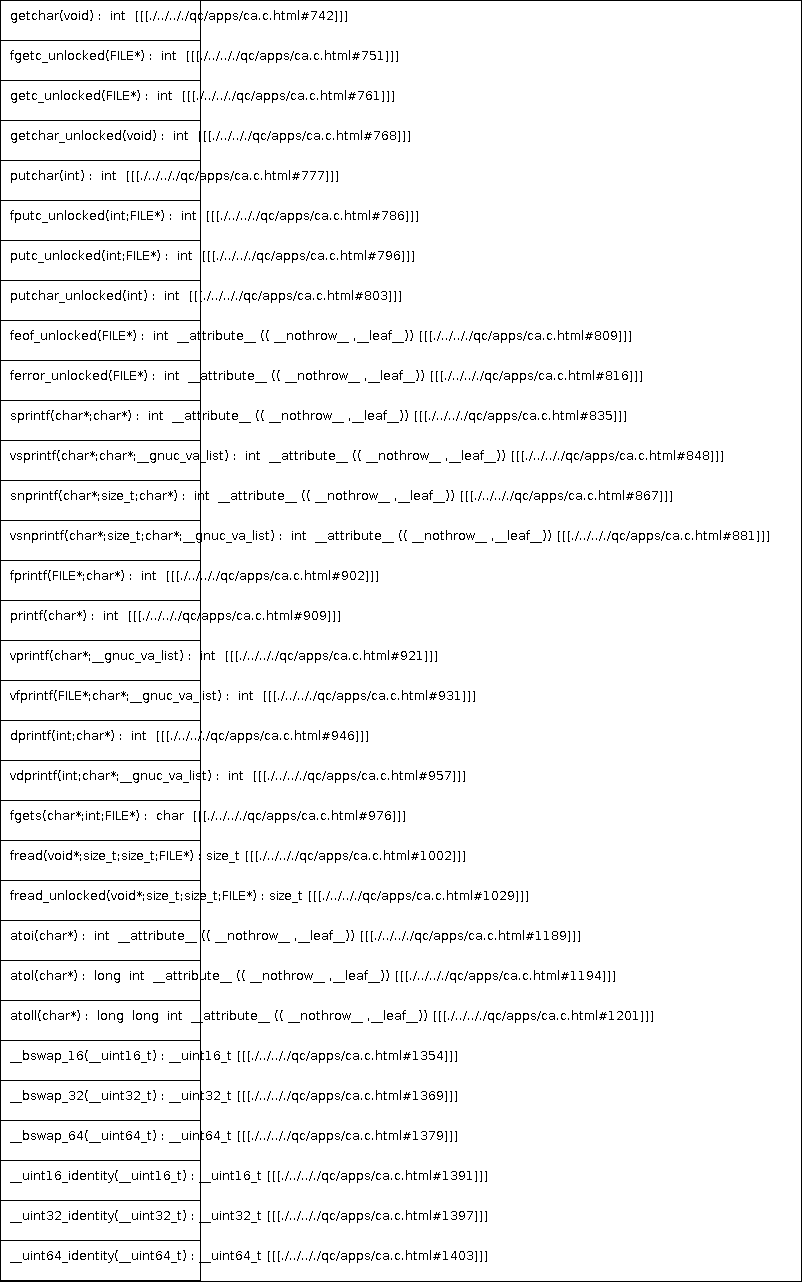 getchar(void) : int [[[./../../qc/apps/ca.c.html#742]]]
fgetc_unlocked(FILE*) : int [[[./../../qc/apps/ca.c.html#751]]]
getc_unlocked(FILE*) : int [[[./../../qc/apps/ca.c.html#761]]]
getchar_unlocked(void) : int [[[./../../qc/apps/ca.c.html#768]]]
putchar(int) : int [[[./../../qc/apps/ca.c.html#777]]]
fputc_unlocked(int;FILE*) : int [[[./../../qc/apps/ca.c.html#786]]]
putc_unlocked(int;FILE*) : int [[[./../../qc/apps/ca.c.html#796]]]
putchar_unlocked(int) : int [[[./../../qc/apps/ca.c.html#803]]]
feof_unlocked(FILE*) : int __attribute__ (( __nothrow__ ,__leaf__)) [[[./../../qc/apps/ca.c.html#809]]]
ferror_unlocked(FILE*) : int __attribute__ (( __nothrow__ ,__leaf__)) [[[./../../qc/apps/ca.c.html#816]]]
sprintf(char*;char*) : int __attribute__ (( __nothrow__ ,__leaf__)) [[[./../../qc/apps/ca.c.html#835]]]
vsprintf(char*;char*;__gnuc_va_list) : int __attribute__ (( __nothrow__ ,__leaf__)) [[[./../../qc/apps/ca.c.html#848]]]
snprintf(char*;size_t;char*) : int __attribute__ (( __nothrow__ ,__leaf__)) [[[./../../qc/apps/ca.c.html#867]]]
vsnprintf(char*;size_t;char*;__gnuc_va_list) : int __attribute__ (( __nothrow__ ,__leaf__)) [[[./../../qc/apps/ca.c.html#881]]]
fprintf(FILE*;char*) : int [[[./../../qc/apps/ca.c.html#902]]]
printf(char*) : int [[[./../../qc/apps/ca.c.html#909]]]
vprintf(char*;__gnuc_va_list) : int [[[./../../qc/apps/ca.c.html#921]]]
vfprintf(FILE*;char*;__gnuc_va_list) : int [[[./../../qc/apps/ca.c.html#931]]]
dprintf(int;char*) : int [[[./../../qc/apps/ca.c.html#946]]]
vdprintf(int;char*;__gnuc_va_list) : int [[[./../../qc/apps/ca.c.html#957]]]
fgets(char*;int;FILE*) : char [[[./../../qc/apps/ca.c.html#976]]]
fread(void*;size_t;size_t;FILE*) : size_t [[[./../../qc/apps/ca.c.html#1002]]]
fread_unlocked(void*;size_t;size_t;FILE*) : size_t [[[./../../qc/apps/ca.c.html#1029]]]
atoi(char*) : int __attribute__ (( __nothrow__ ,__leaf__)) [[[./../../qc/apps/ca.c.html#1189]]]
atol(char*) : long int __attribute__ (( __nothrow__ ,__leaf__)) [[[./../../qc/apps/ca.c.html#1194]]]
atoll(char*) : long long int __attribute__ (( __nothrow__ ,__leaf__)) [[[./../../qc/apps/ca.c.html#1201]]]
__bswap_16(__uint16_t) : __uint16_t [[[./../../qc/apps/ca.c.html#1354]]]
__bswap_32(__uint32_t) : __uint32_t [[[./../../qc/apps/ca.c.html#1369]]]
__bswap_64(__uint64_t) : __uint64_t [[[./../../qc/apps/ca.c.html#1379]]]
__uint16_identity(__uint16_t) : __uint16_t [[[./../../qc/apps/ca.c.html#1391]]]
__uint32_identity(__uint32_t) : __uint32_t [[[./../../qc/apps/ca.c.html#1397]]]
__uint64_identity(__uint64_t) : __uint64_t [[[./../../qc/apps/ca.c.html#1403]]]